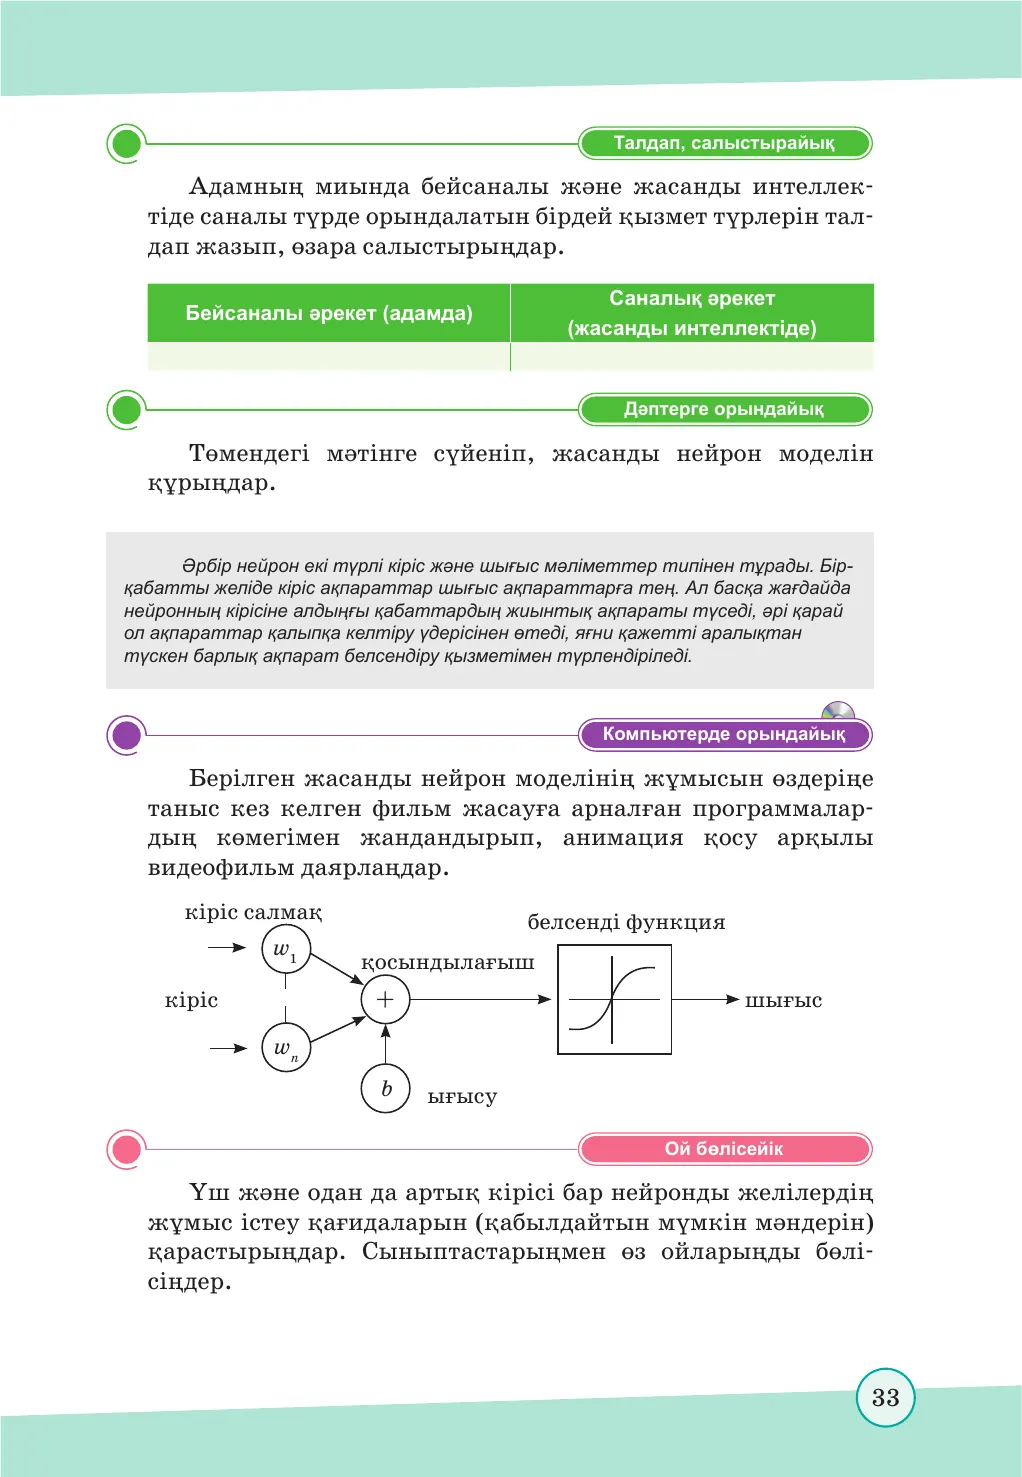 Талдап, салыстырайық
Адамның миында бейсаналы және жасанды интеллек-
тіде саналы түрде орындалатын бірдей қызмет түрлерін тал-
дап жазып, өзара салыстырыңдар.
Бейсаналы әрекет (адамда)
Саналық әрекет
(жасанды интеллектіде)
Дәптерге орындайық
Төмендегі мәтінге сүйеніп, жасанды нейрон моделін
құрыңдар.
Әрбір нейрон екі түрлі кіріс және шығыс мәліметтер типінен тұрады. Бір-
қабатты желіде кіріс ақпараттар шығыс ақпараттарға тең. Ал басқа жағдайда
нейронның кірісіне алдыңғы қабаттардың жиынтық ақпараты түседі, әрі қарай
ол ақпараттар қалыпқа келтіру үдерісінен өтеді, яғни қажетті аралықтан
түскен барлық ақпарат белсендіру қызметімен түрлендіріледі.
Компьютерде орындайық
Берілген жасанды нейрон моделінің жұмысын өздеріңе
таныс кез келген фильм жасауға арналған программалар-
дың көмегімен жандандырып, анимация қосу арқылы
видеофильм даярлаңдар.
кіріс салмақ
белсенді функция
w1
қосындылағыш
кіріс
+
шығыс
wn
b
ығысу
Ой бөлісейік
Үш және одан да артық кірісі бар нейронды желілердің
жұмыс істеу қағидаларын (қабылдайтын мүмкін мәндерін)
қарастырыңдар. Сыныптастарыңмен өз ойларыңды бөлі-
сіңдер.
33